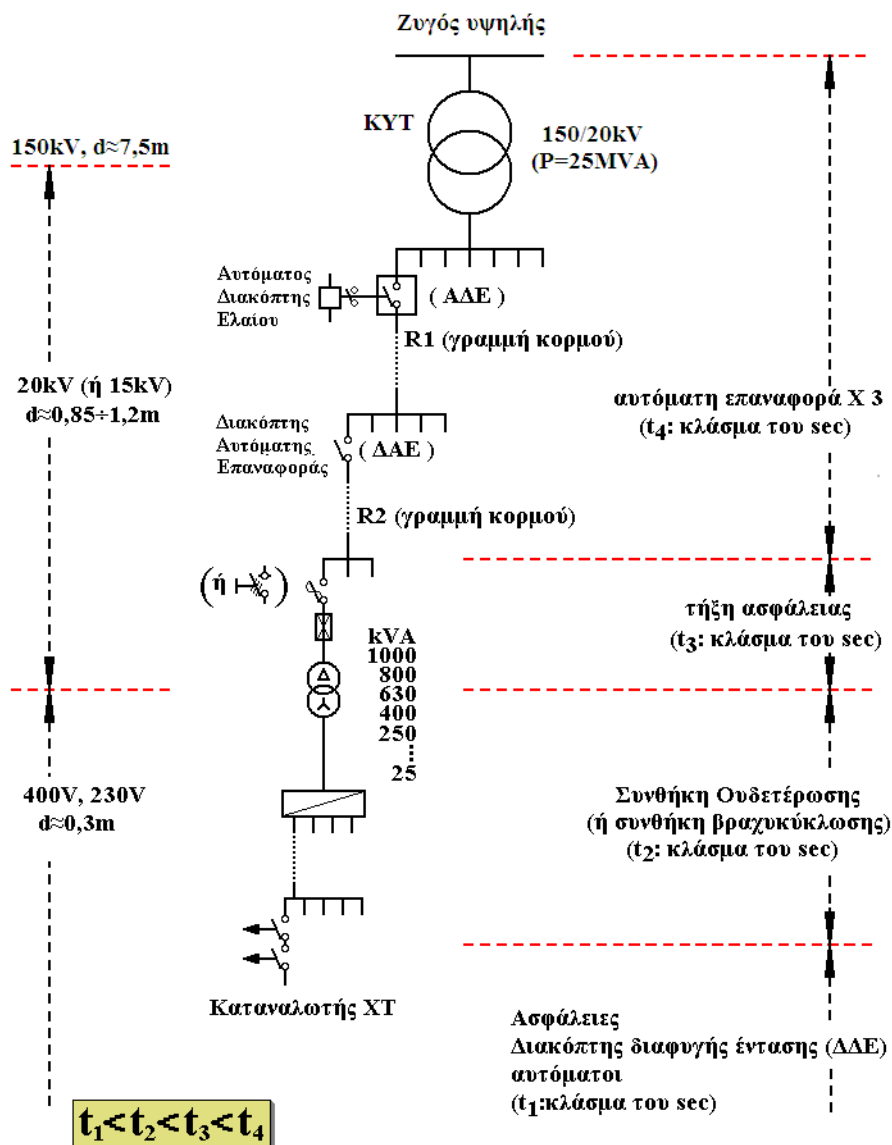 Ζυγός υψηλής
ΚΥΤ
150/20kV
(P=25MVA)
150kV, d≈7,5m
Αυτόματος
Διακόπτης
Ελαίου
( ΑΔΕ )
R1 (γραμμή κορμού)
20kV (ή 15kV)
d≈0,85÷1,2m
αυτόματη επαναφορά X 3
(t4: κλάσμα του sec)
Διακόπτης
Αυτόματης
Επαναφοράς
( ΔΑΕ )
R2 (γραμμή κορμού)
(ή )
τήξη ασφάλειας
(t3: κλάσμα του sec)
kVA
1000
800
630
400
250
25
Δ
400V, 230V
d≈0,3m
Συνθήκη Ουδετέρωσης
(ή συνθήκη βραχυκύκλωσης)
(t2: κλάσμα του sec)
Καταναλωτής ΧΤ
Ασφάλειες
Διακόπτης διαφυγής έντασης (ΔΔΕ)
αυτόματοι
(t1:κλάσμα του sec)
t1<t2<t3<t4